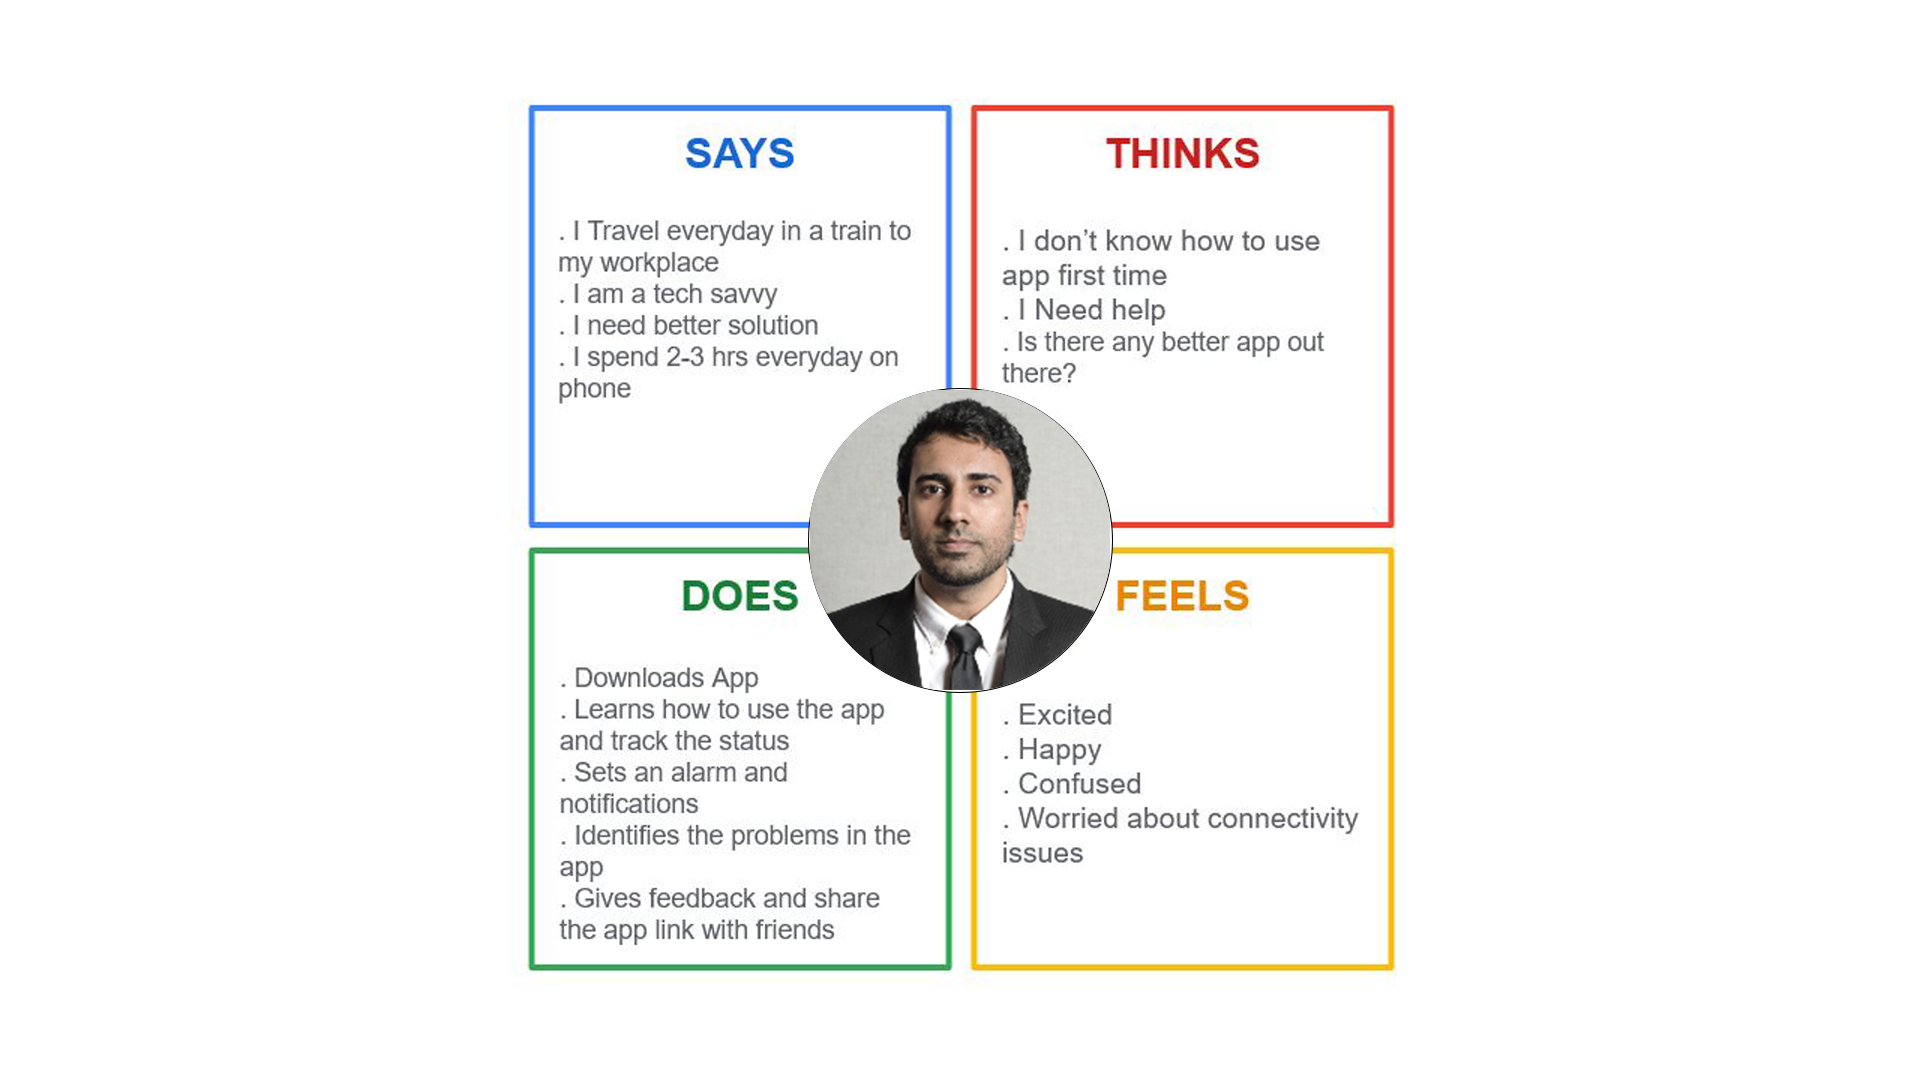 SAYS
. I Travel everyday in a train to
my workplace
. I am a tech savvy
. I need better solution
. I spend 2-3 hrs everyday on
phone
THINKS
. I don’t know how to use
app first time
. I Need help
. Is there any better app out
there?
DOES
. Downloads App
. Learns how to use the app
and track the status
. Sets an alarm and
notifications
. Identifies the problems in the
app
. Gives feedback and share
the app link with friends
FEELS
. Excited
. Happy
. Confused
. Worried about connectivity
issues